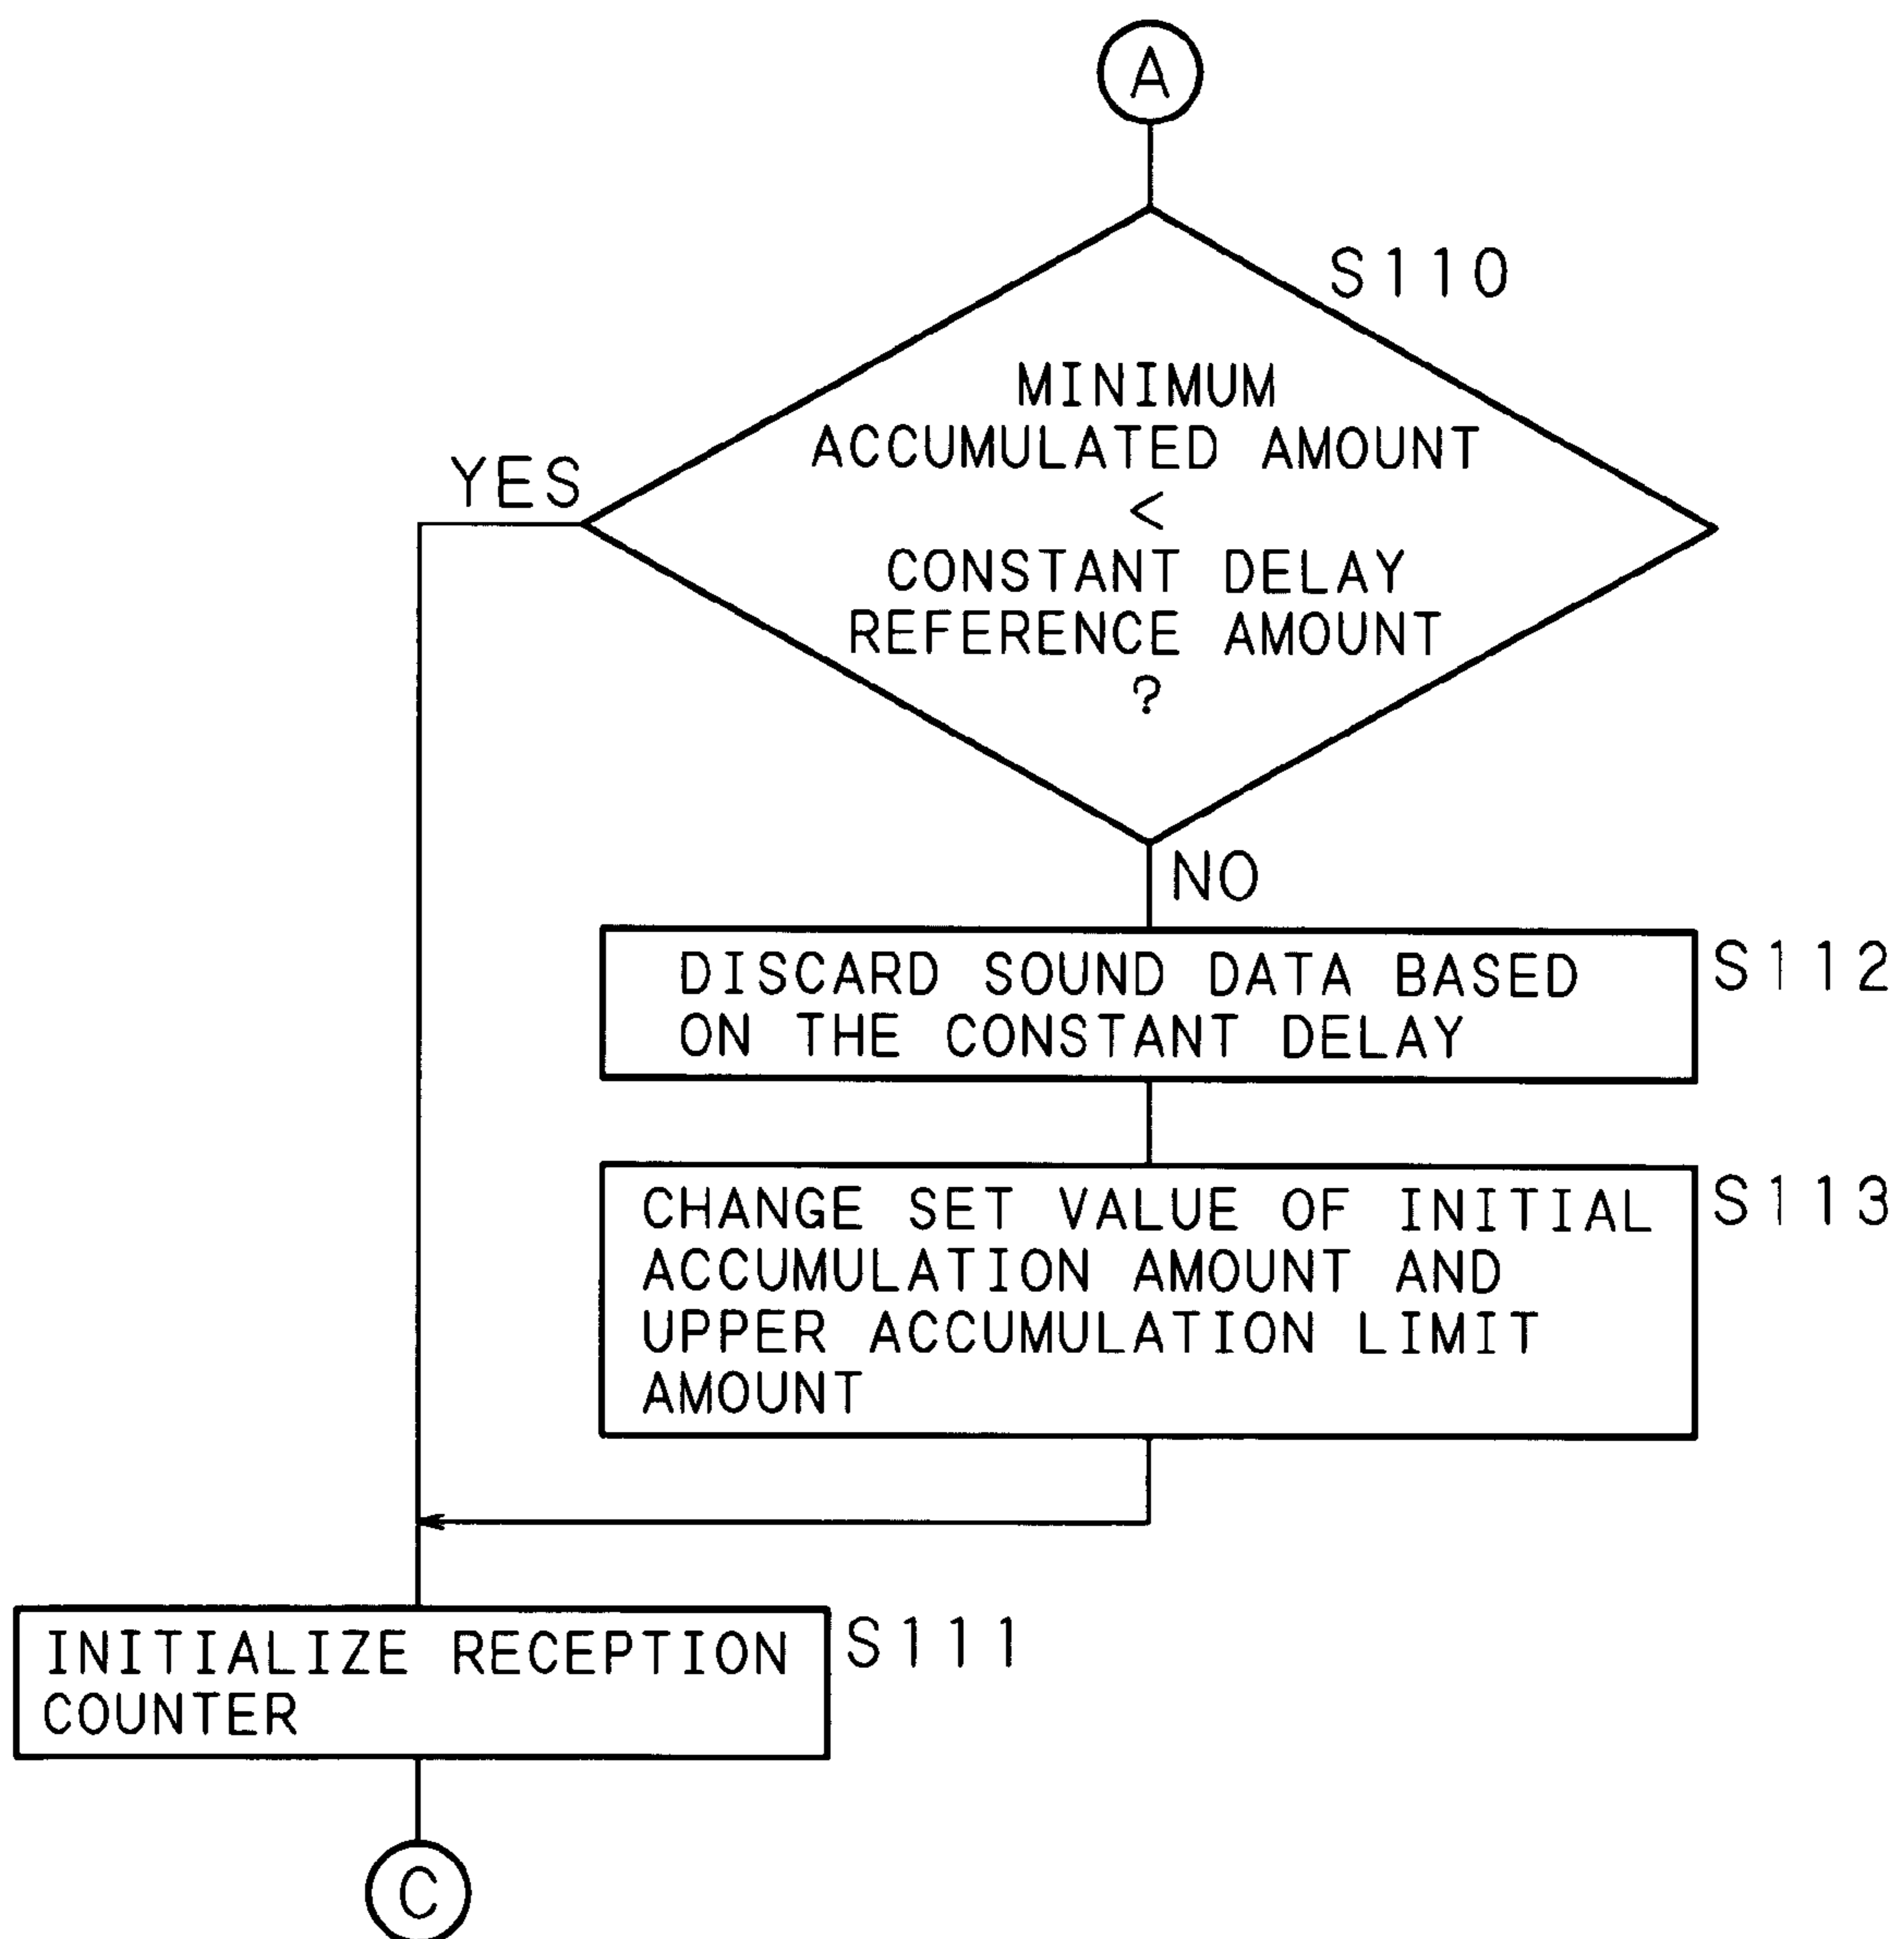 A
S110
MINIMUM
ACCUMULATED AMOUNT
<
CONSTANT DELAY
REFERENCE AMOUNT
?
YES
NO
DISCARD SOUND DATA BASED
ON THE CONSTANT DELAY
S112
CHANGE SET VALUE OF INITIAL
ACCUMULATION AMOUNT AND
UPPER ACCUMULATION LIMIT
AMOUNT
S113
INITIALIZE RECEPTION
COUNTER
S111
C